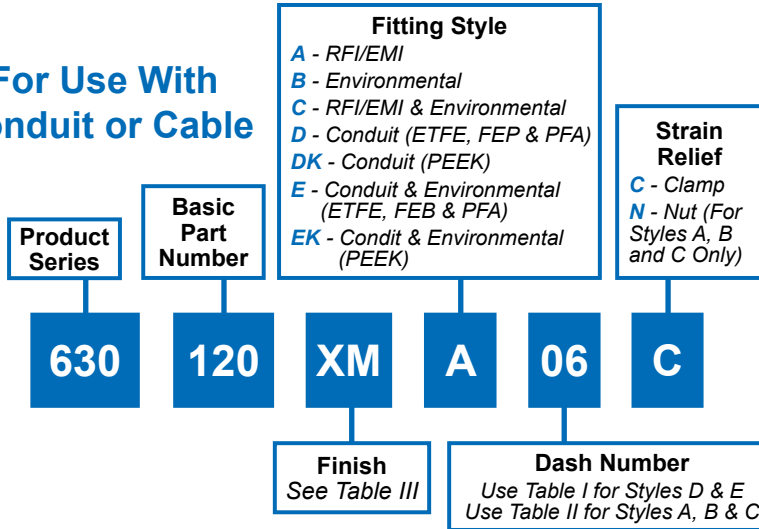 For Use With
Conduit or Cable
Fitting Style
A - RFI/EMI
B - Environmental
C - RFI/EMI & Environmental
D - Conduit (ETFE, FEP & PFA)
DK - Conduit (PEEK)
E - Conduit & Environmental
(ETFE, FEB & PFA)
EK - Condit & Environmental
(PEEK)
Strain
Relief
C - Clamp
N - Nut (For
Styles A, B
and C Only)
Product
Series
Basic
Part
Number
630
120
XM
A
06
C
Finish
See Table III
Dash Number
Use Table I for Styles D & E
Use Table II for Styles A, B & C